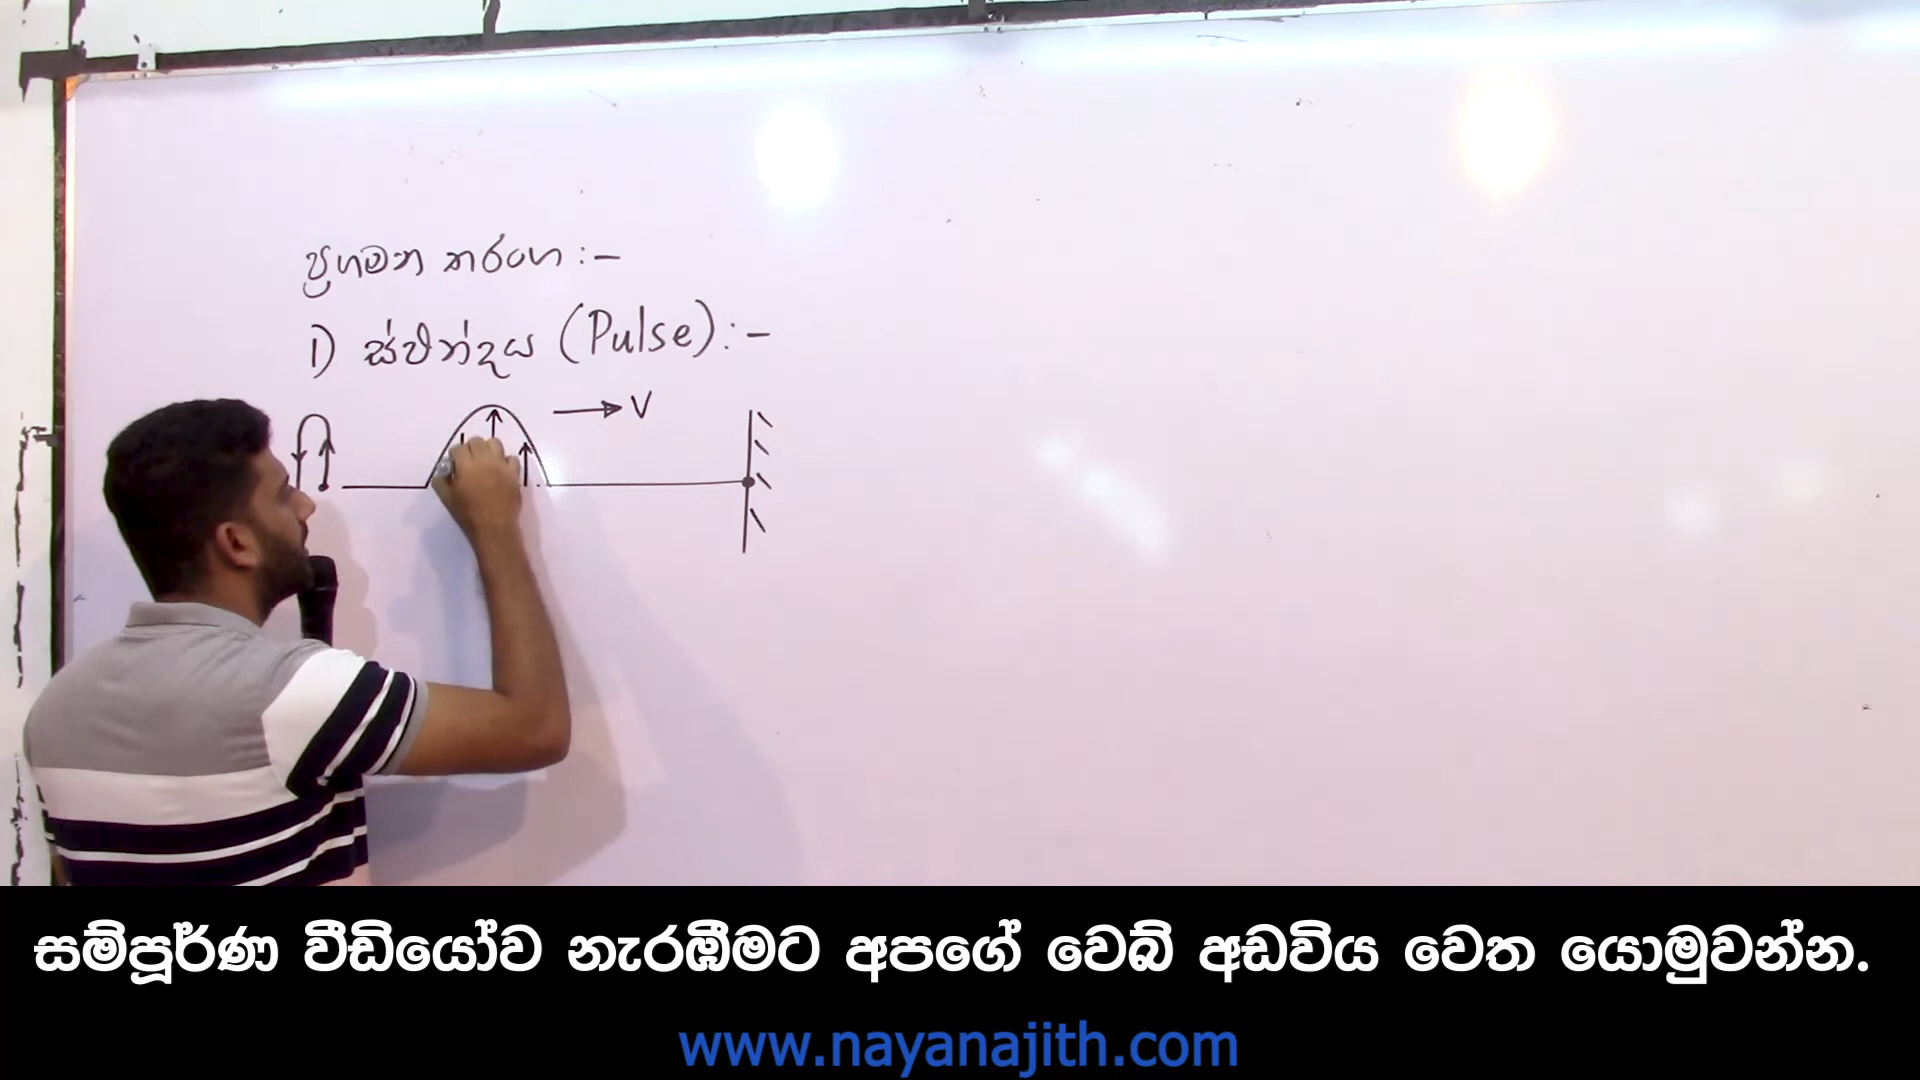 ප්‍රගමන තරංග :-
1) ස්පන්දය (Pulse) :-
V
සම්පූර්ණ වීඩියෝව නැරඹීමට අපගේ වෙබ් අඩවිය වෙත යොමුවන්න.
www.nayanajith.com